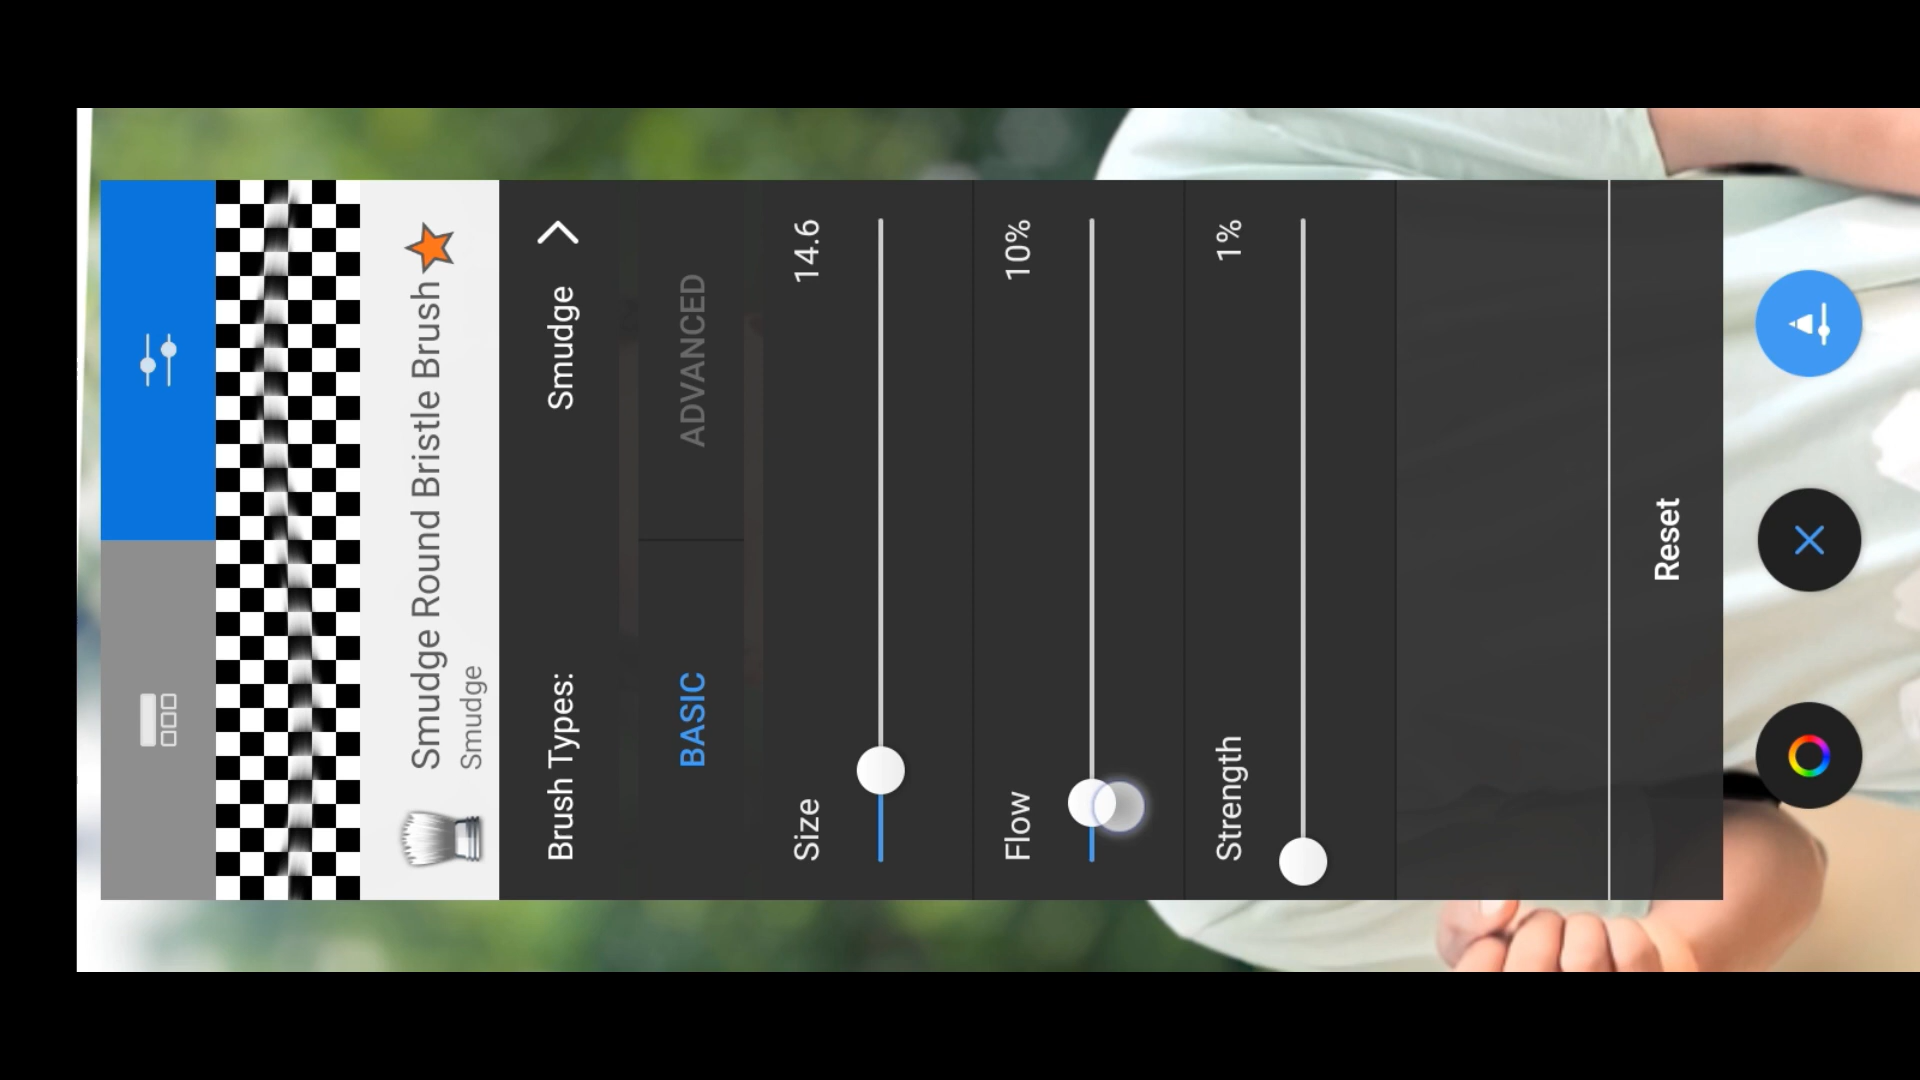 Smudge Round Bristle Brush
Smudge
Brush Types: Smudge
BASIC ADVANCED
Size 14.6
Flow 10%
Strength 1%
Reset